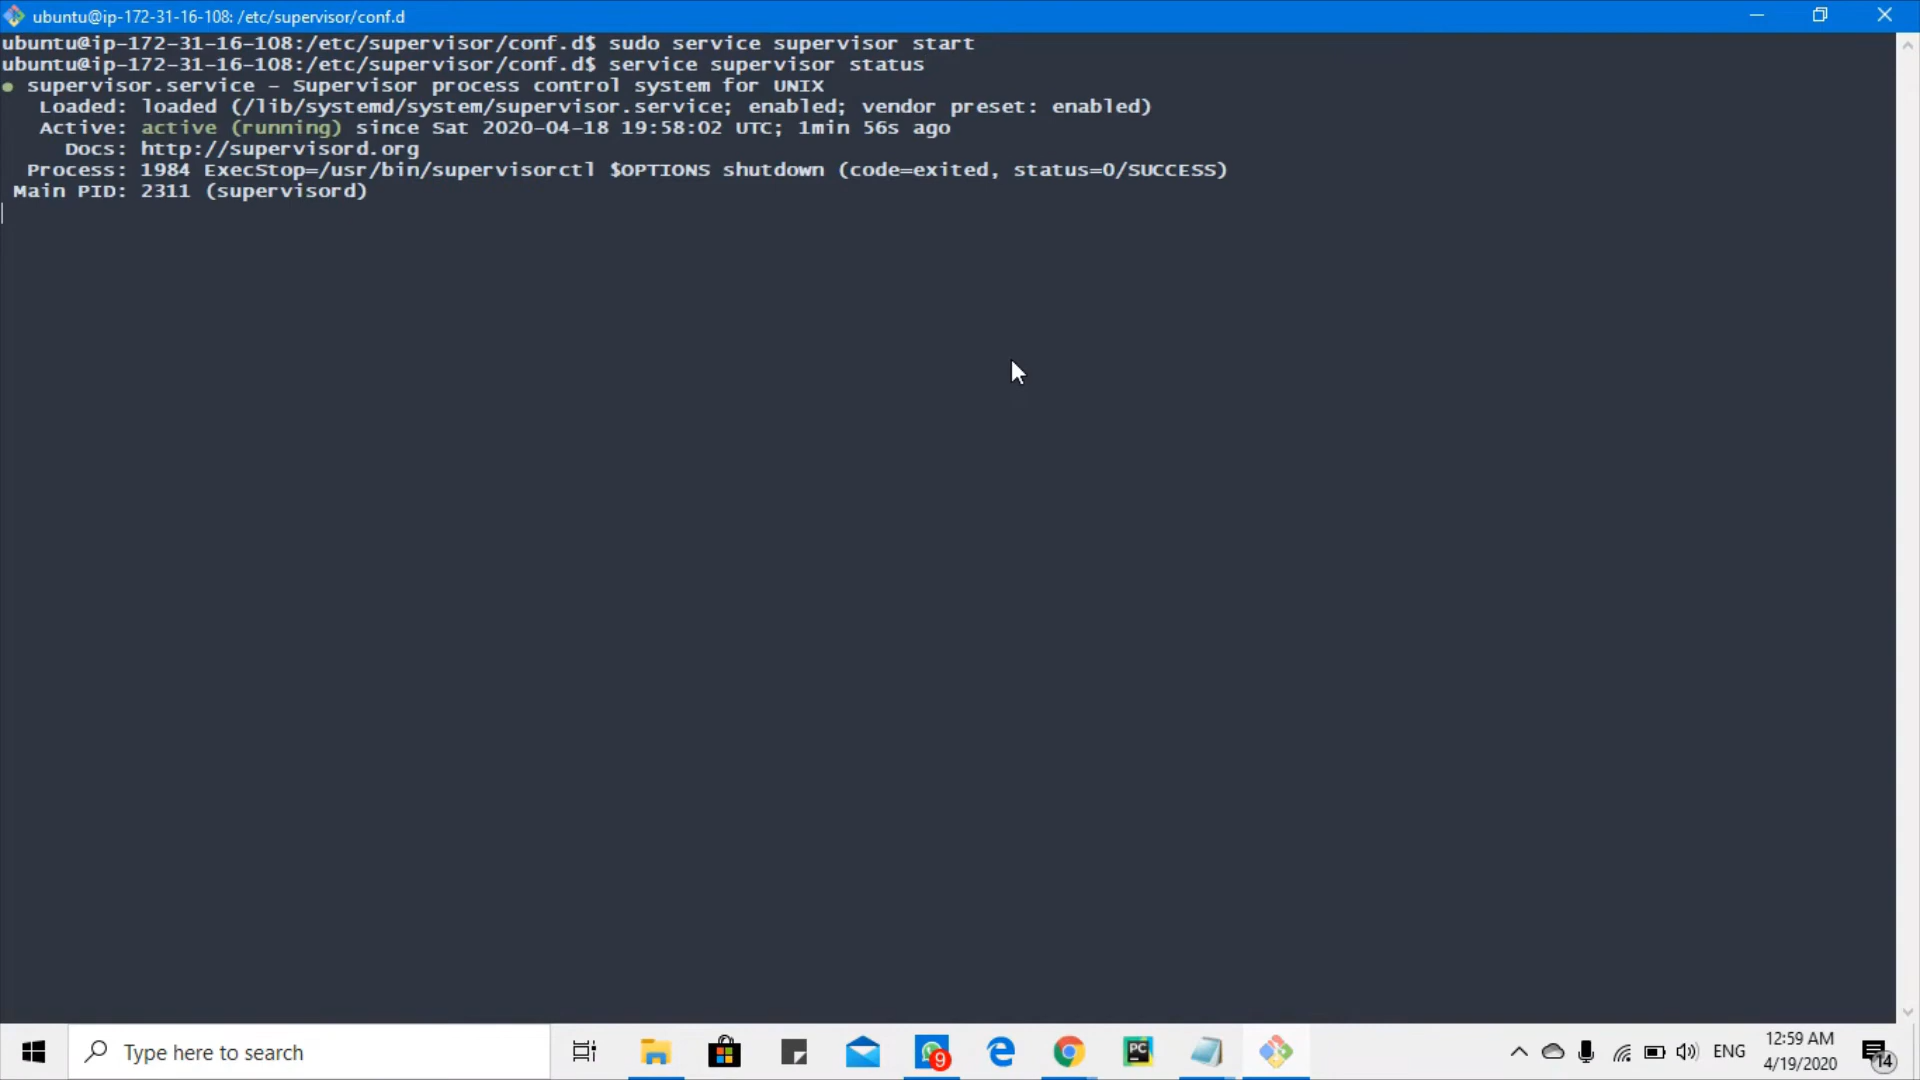 ubuntu@ip-172-31-16-108: /etc/supervisor/conf.d
ubuntu@ip-172-31-16-108:/etc/supervisor/conf.d$ sudo service supervisor start
ubuntu@ip-172-31-16-108:/etc/supervisor/conf.d$ service supervisor status
● supervisor.service - Supervisor process control system for UNIX
Loaded: loaded (/lib/systemd/system/supervisor.service; enabled; vendor preset: enabled)
Active: active (running) since Sat 2020-04-18 19:58:02 UTC; 1min 56s ago
Docs: http://supervisord.org
Process: 1984 ExecStop=/usr/bin/supervisorctl $OPTIONS shutdown (code=exited, status=0/SUCCESS)
Main PID: 2311 (supervisord)
Type here to search
9
PC
ENG
12:59 AM
4/19/2020
14